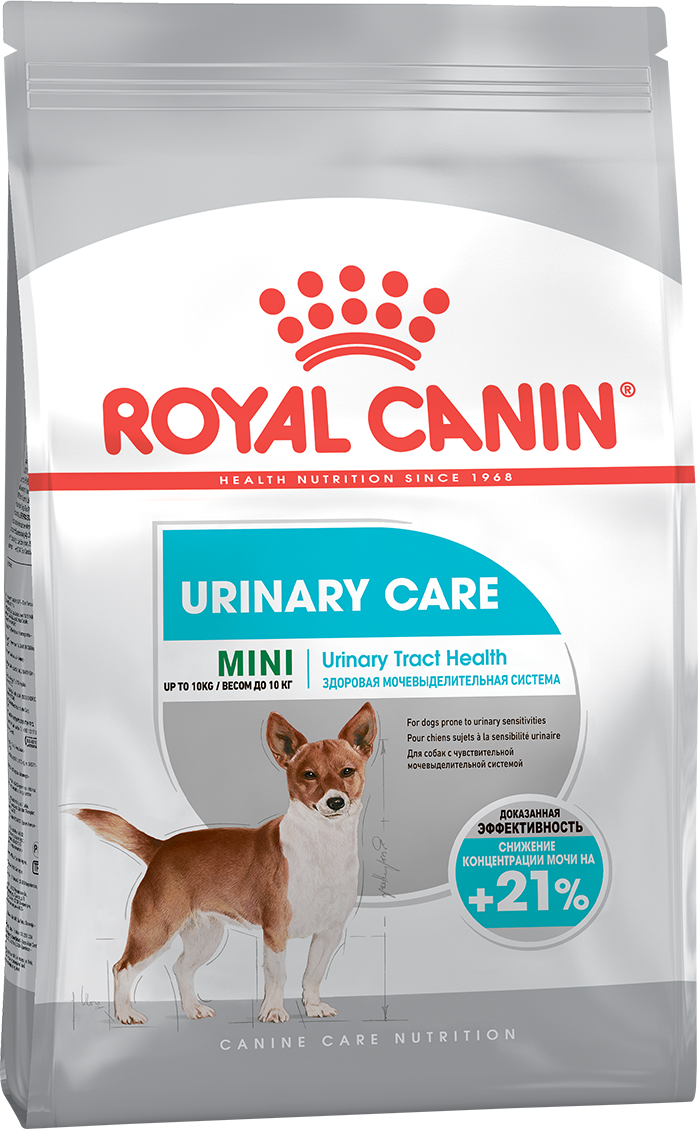 ROYAL CANIN®
HEALTH NUTRITION SINCE 1968
URINARY CARE
MINI
UP TO 10KG / ВЕСОМ ДО 10 КГ
Urinary Tract Health
ЗДОРОВАЯ МОЧЕВЫДЕЛИТЕЛЬНАЯ СИСТЕМА
For dogs prone to urinary sensitivities
Pour chiens sujets à la sensibilité urinaire
Для собак с чувствительной
мочевыделительной системой
ДОКАЗАННАЯ
ЭФФЕКТИВНОСТЬ
СНИЖЕНИЕ
КОНЦЕНТРАЦИИ МОЧИ НА
+21%
CANINE CARE NUTRITION